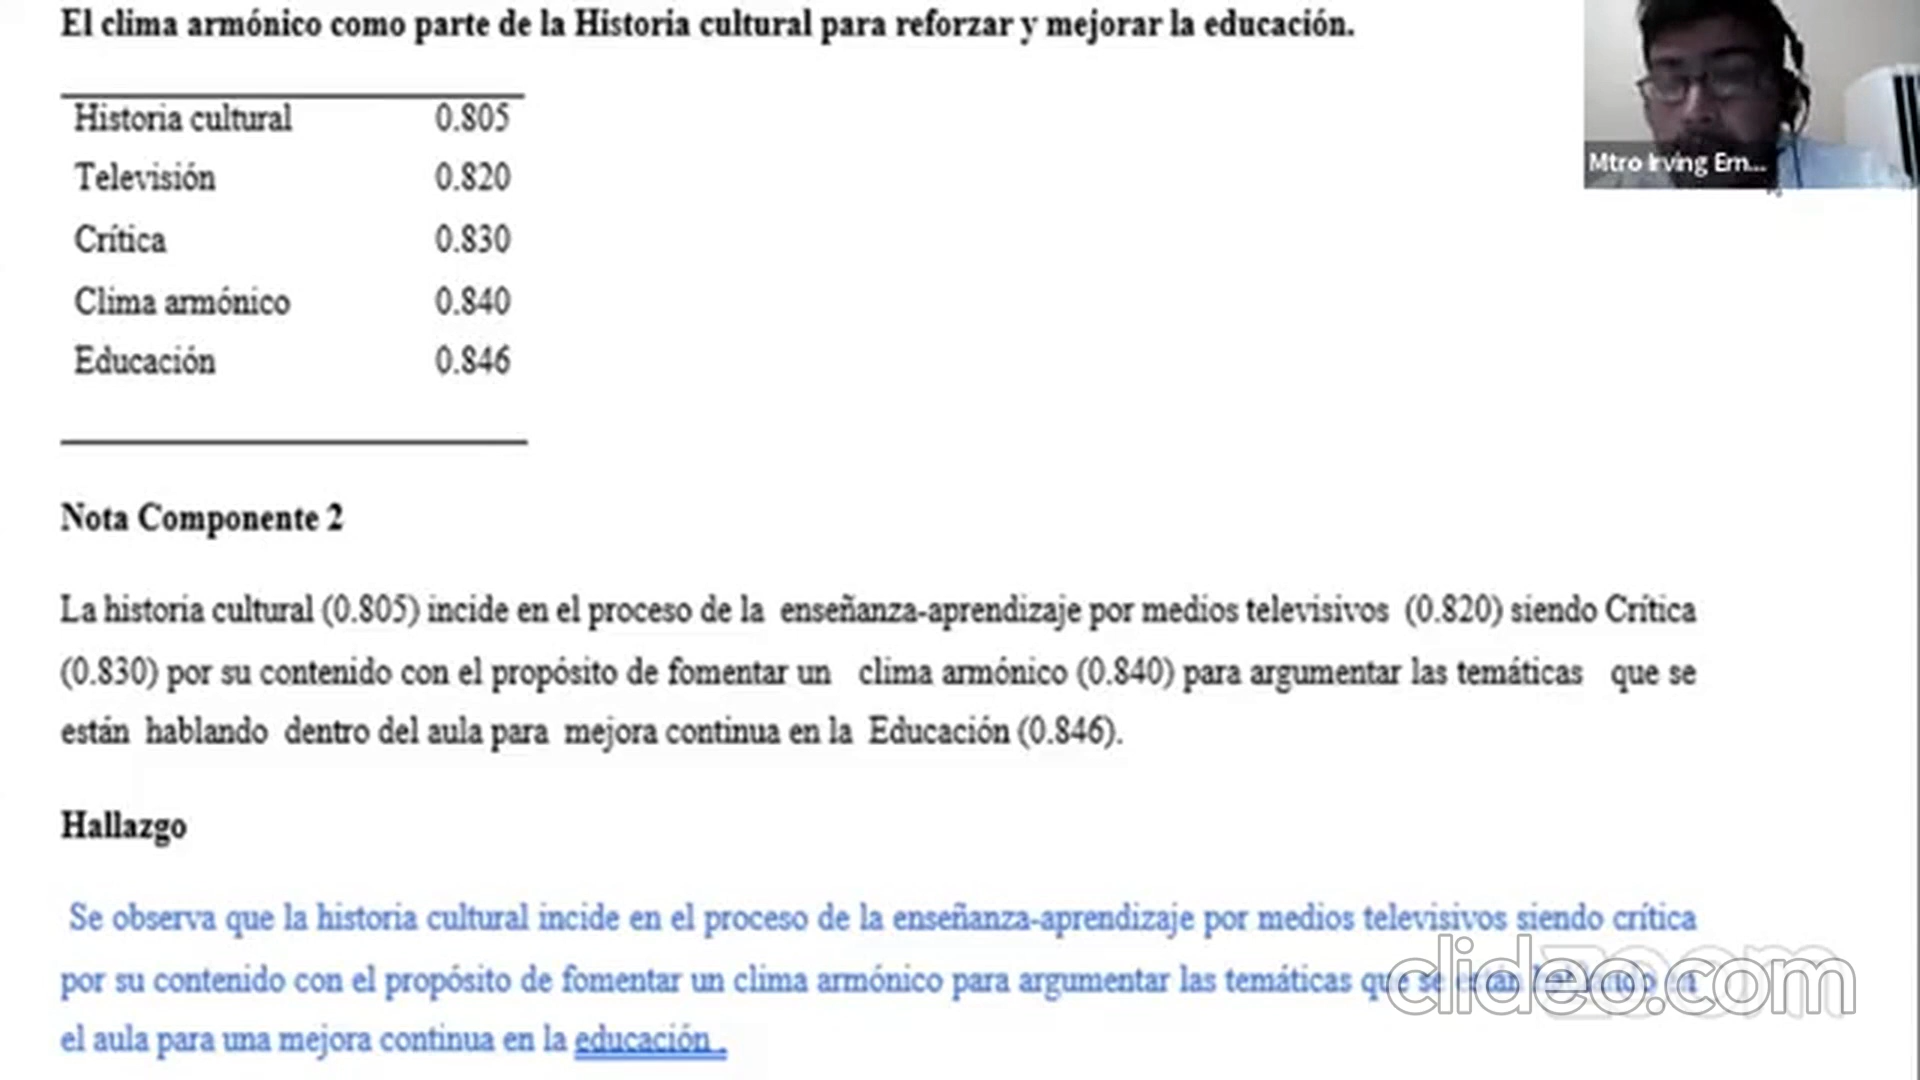 El clima armónico como parte de la Historia cultural para reforzar y mejorar la educación.
Mtro Irving Em...
Historia cultural 0.805
Televisión 0.820
Crítica 0.830
Clima armónico 0.840
Educación 0.846
Nota Componente 2
La historia cultural (0.805) incide en el proceso de la enseñanza-aprendizaje por medios televisivos (0.820) siendo Crítica
(0.830) por su contenido con el propósito de fomentar un clima armónico (0.840) para argumentar las temáticas que se
están hablando dentro del aula para mejora continua en la Educación (0.846).
Hallazgo
Se observa que la historia cultural incide en el proceso de la enseñanza-aprendizaje por medios televisivos siendo crítica
por su contenido con el propósito de fomentar un clima armónico para argumentar las temáticas que se están hablando en
el aula para una mejora continua en la educación .
zoom
clideo.com